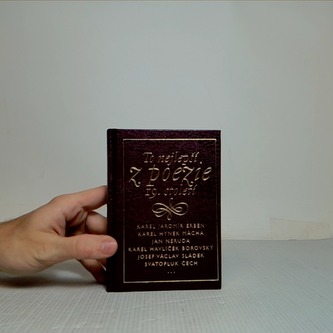 To nejlepší
z poezie
19. století
KAREL JAROMÍR ERBEN
KAREL HYNEK MÁCHA
JAN NERUDA
KAREL HAVLÍČEK BOROVSKÝ
JOSEF VÁCLAV SLÁDEK
SVATOPLUK ČECH
...